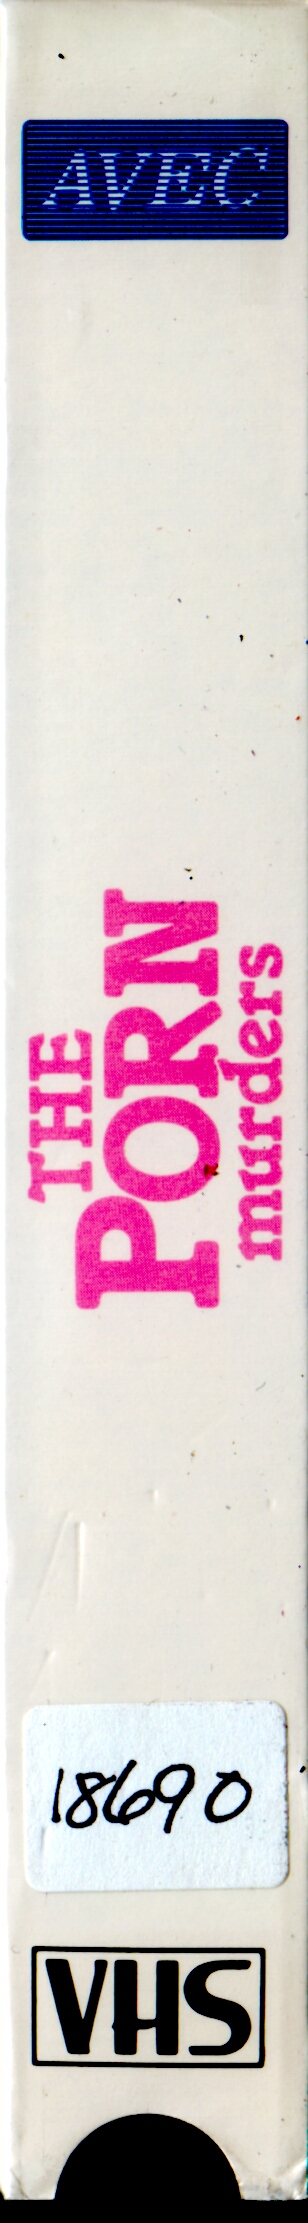 AVEC
THE
PORN
murders
18690
VHS